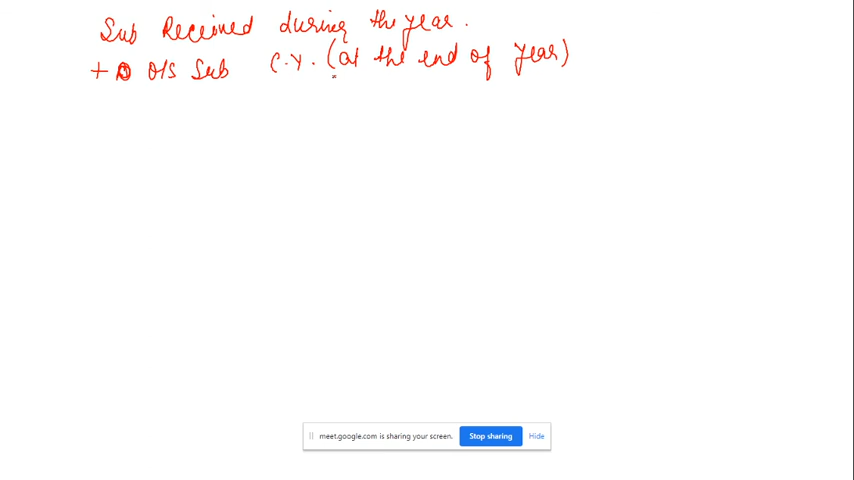 Sub Received during the year.
+ O/S Sub C.Y. (at the end of year)
meet.google.com is sharing your screen. Stop sharing Hide